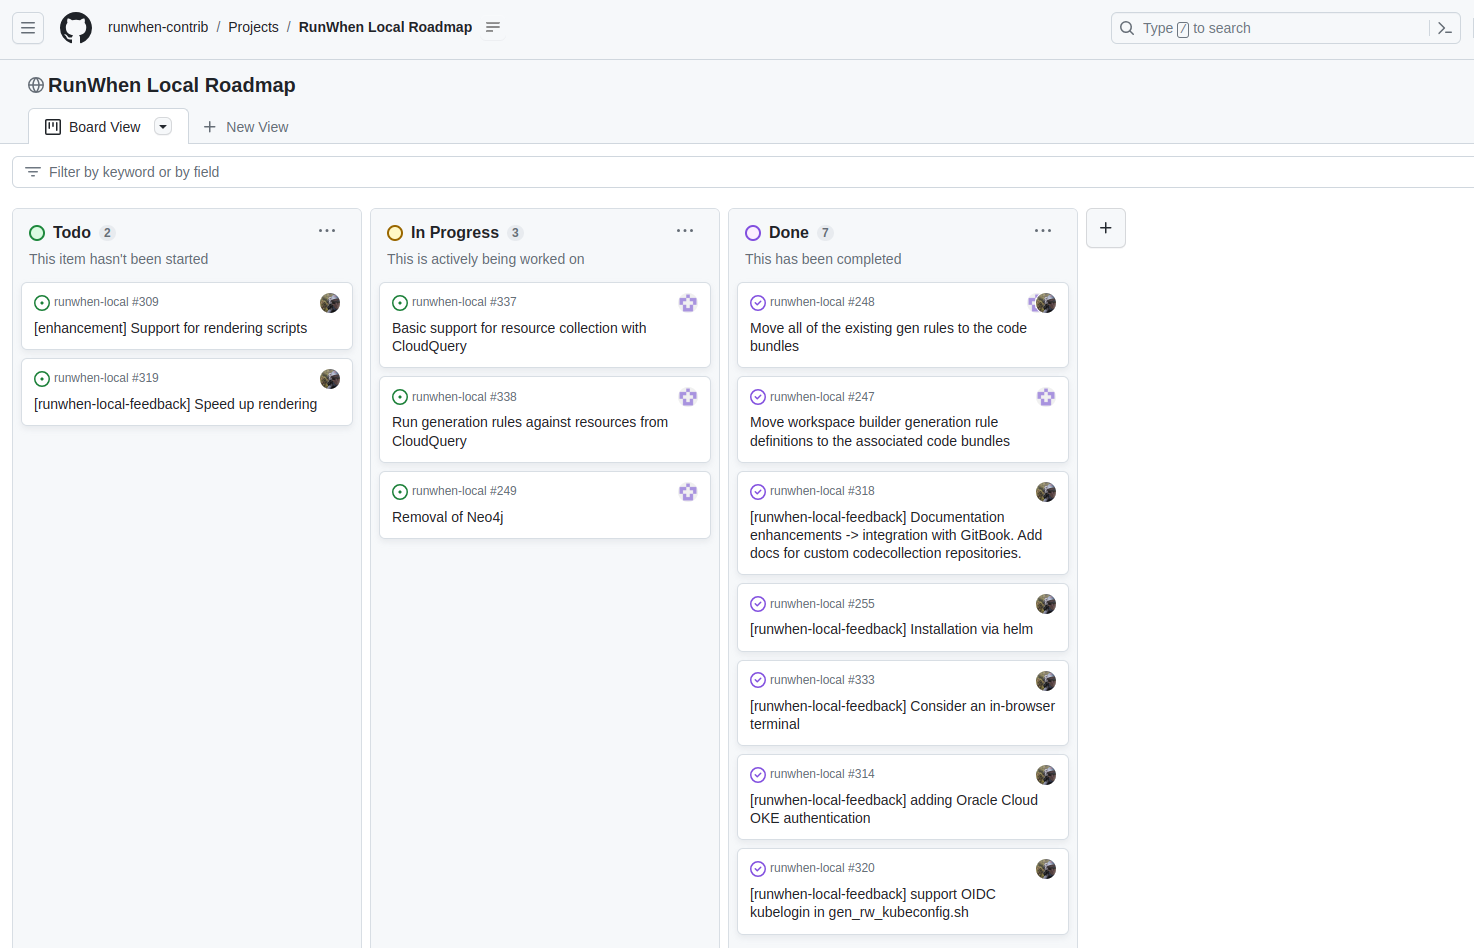 runwhen-contrib / Projects / RunWhen Local Roadmap
Type / to search
RunWhen Local Roadmap
Board View
New View
Filter by keyword or by field
Todo 2
This item hasn't been started
runwhen-local #309
[enhancement] Support for rendering scripts
runwhen-local #319
[runwhen-local-feedback] Speed up rendering
In Progress 3
This is actively being worked on
runwhen-local #337
Basic support for resource collection with
CloudQuery
runwhen-local #338
Run generation rules against resources from
CloudQuery
runwhen-local #249
Removal of Neo4j
Done 7
This has been completed
runwhen-local #248
Move all of the existing gen rules to the code
bundles
runwhen-local #247
Move workspace builder generation rule
definitions to the associated code bundles
runwhen-local #318
[runwhen-local-feedback] Documentation
enhancements -> integration with GitBook. Add
docs for custom codecollection repositories.
runwhen-local #255
[runwhen-local-feedback] Installation via helm
runwhen-local #333
[runwhen-local-feedback] Consider an in-browser
terminal
runwhen-local #314
[runwhen-local-feedback] adding Oracle Cloud
OKE authentication
runwhen-local #320
[runwhen-local-feedback] support OIDC
kubelogin in gen_rw_kubeconfig.sh